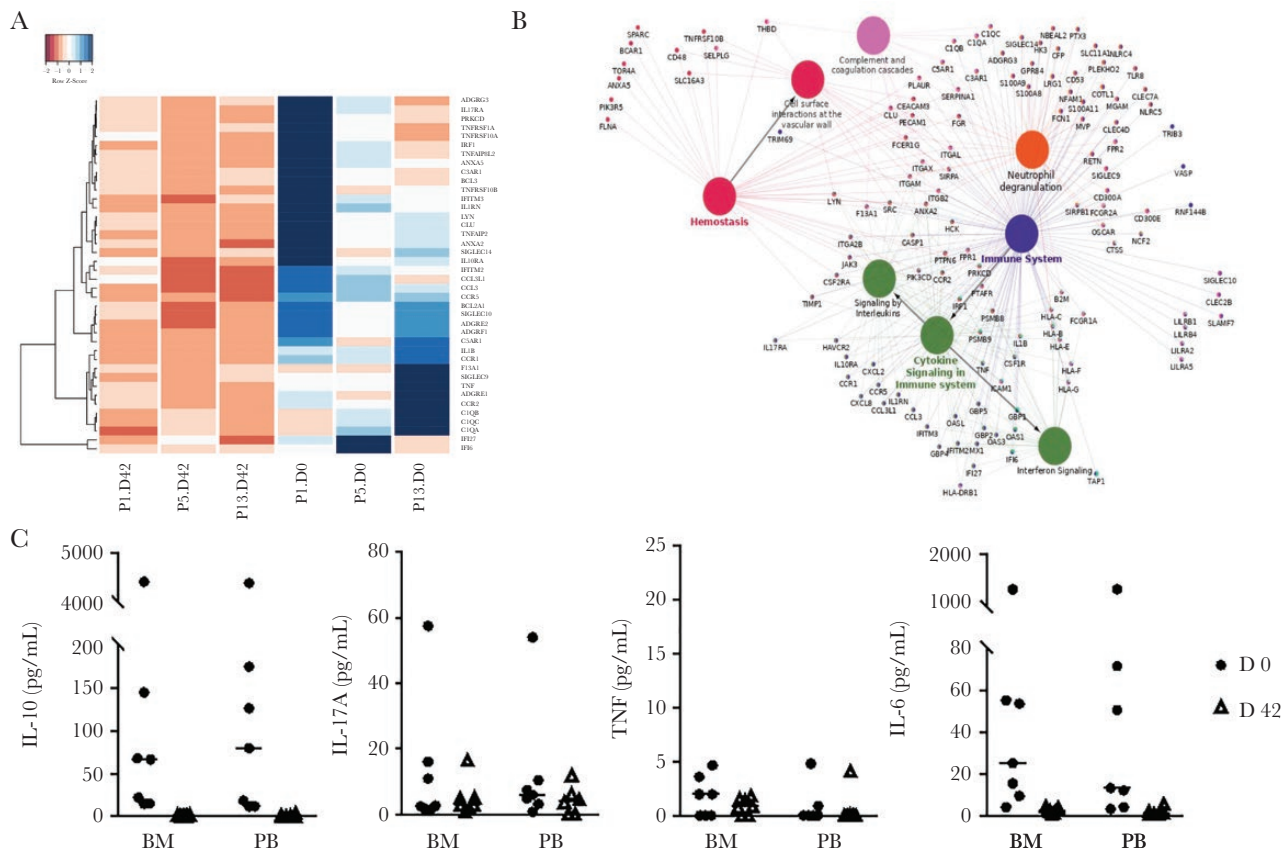 A
-2 -1 0 1 2
Row Z-Score
ADGRG3
IL17RA
PRKCD
TNFRSF1A
TNFRSF10A
IRF1
TNFAIP8L2
ANXA5
C3AR1
BCL3
TNFRSF10B
IFITM3
IL1RN
LYN
CLU
TNFAIP2
ANXA2
SIGLEC14
IL10RA
IFITM2
CCL3L1
CCL3
CCR5
BCL2A1
SIGLEC10
ADGRE2
ADGRF1
C5AR1
IL1B
CCR1
F13A1
SIGLEC9
TNF
ADGRE1
CCR2
C1QB
C1QC
C1QA
IFI27
IFI6
P1.D42
P5.D42
P13.D42
P1.D0
P5.D0
P13.D0
B
SPARC
BCAR1
TOR4A
ANXA5
PIK3R5
FLNA
THBD
TNFRSF10B
CD48
SELPLG
SLC16A3
Complement and
coagulation cascades
Cell surface
interactions at the
vascular wall
TRIM69
Hemostasis
C1QC
C1QA
C1QB
SIGLEC14
NBEAL2
PTX3
HK3
CFP
SLC11A1
NLRC4
ADGRG3
GPR84
PLEKHO2
C5AR1
C3AR1
S100A9
LRG1
CD53
TLR8
S100A8
NFAM1
COTL1
CLEC7A
PLAUR
SERPINA1
S100A11
MGAM
NLRC5
CEACAM3
FCN1
CLU
PECAM1
FGR
MVP
CLEC4D
TRIB3
FCER1G
ITGAL
FPR2
ITGAX
RETN
VASP
SIRPA
SIGLEC9
Neutrophil
degranulation
ITGAM
ITGB2
CD300A
LYN
SRC
ANXA2
SIRPB1
FCGR2A
CD300E
RNF144B
F13A1
HCK
OSCAR
Immune System
NCF2
ITGA2B
CASP1
CTSS
JAK3
PTPN6
FPR1
CSF2RA
PIK3CD
CCR2
PRKCD
SIGLEC10
Signaling by
Interleukins
TIMP1
PTAFR
B2M
CLEC2B
IRF1
HLA-C
FCGR1A
SLAMF7
PSMB8
LILRB1
PSMB9
IL1B
HLA-B
LILRB4
IL17RA
HAVCR2
HLA-E
LILRA2
IL10RA
Cytokine
Signaling in
Immune system
CSF1R
LILRA5
CCR1
CXCL2
TNF
HLA-F
CCR5
ICAM1
HLA-G
CXCL8
IL1RN
CCL3L1
CCL3
GBP5
GBP1
OASL
IFITM3
GBP2
OAS1
OAS3
GBP4
IFITM2
MX1
IFI6
Interferon Signaling
IFI27
TAP1
HLA-DRB1
C
5000
4000
200
150
100
50
0
IL-10 (pg/mL)
BM PB
80
60
40
20
0
IL-17A (pg/mL)
BM PB
25
20
15
10
5
0
TNF (pg/mL)
BM PB
2000
1000
80
60
40
20
0
IL-6 (pg/mL)
BM PB
D 0
D 42